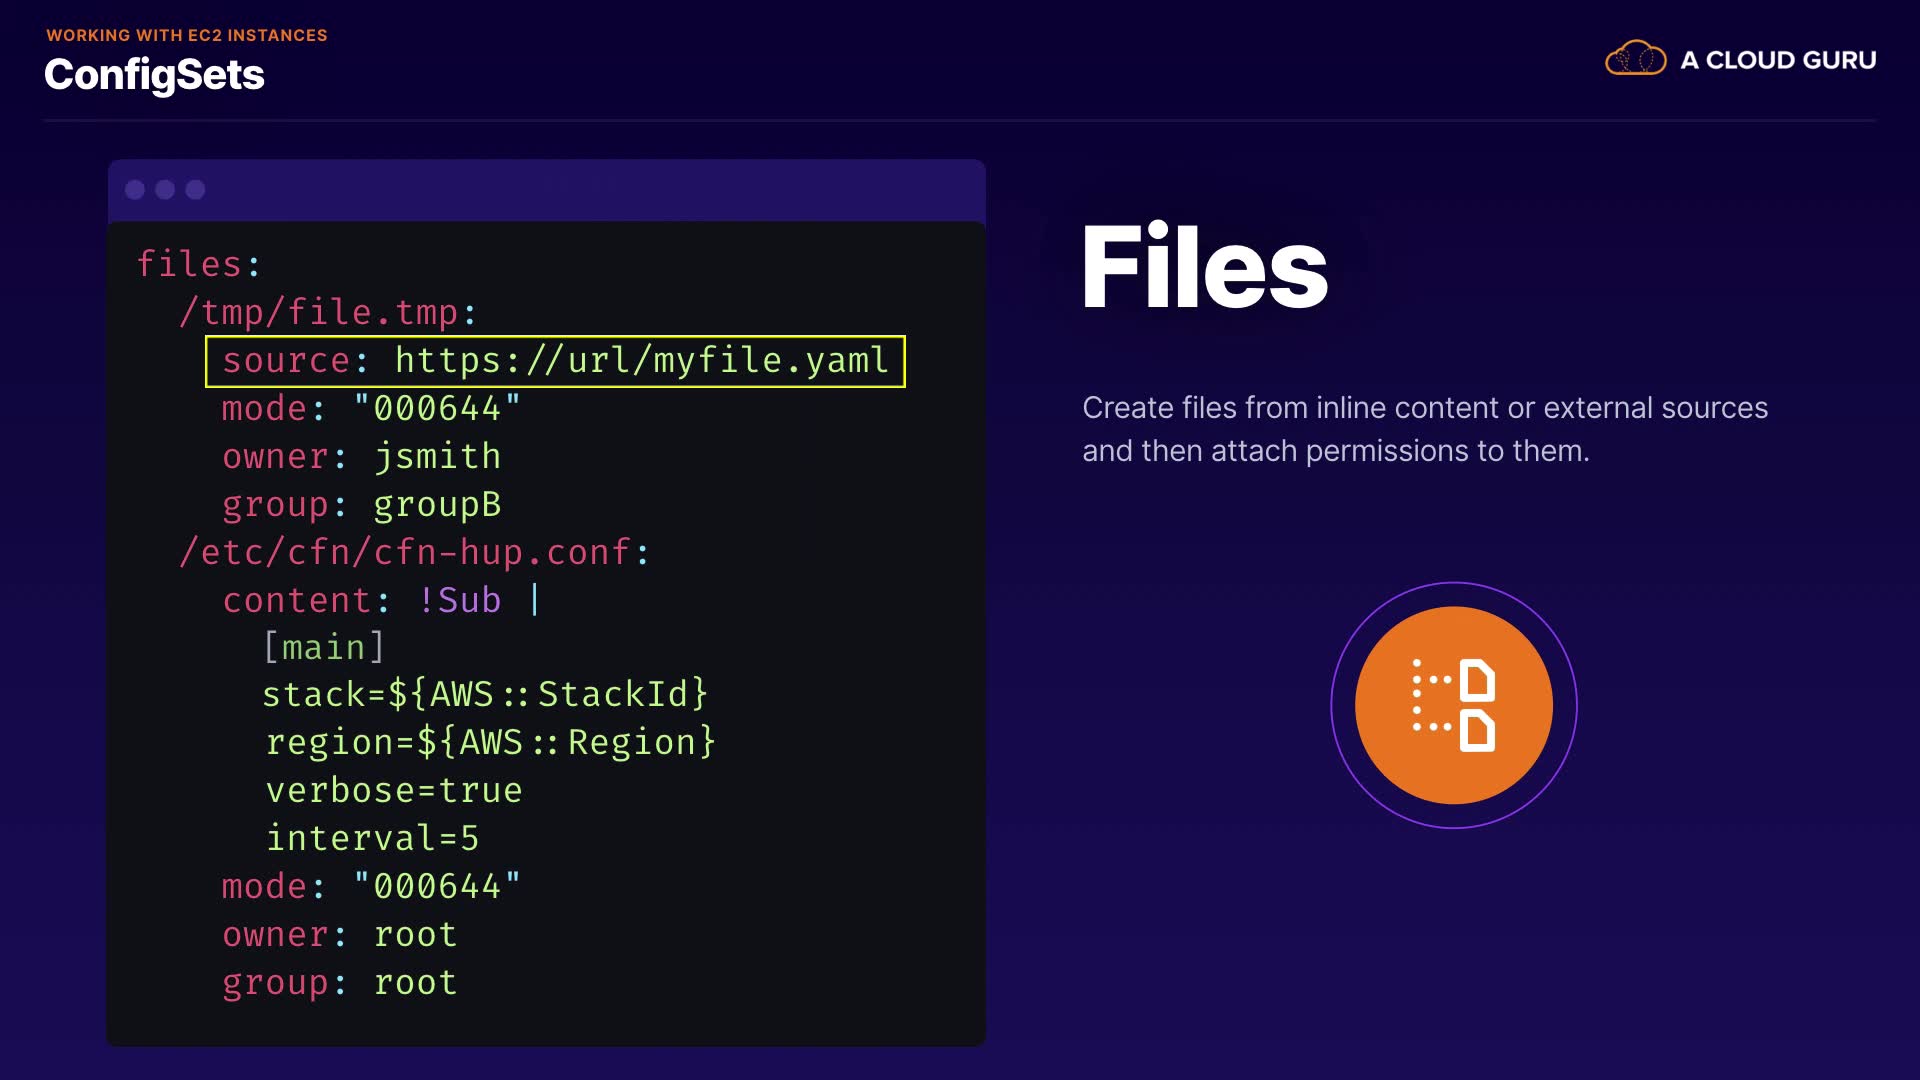 WORKING WITH EC2 INSTANCES
ConfigSets
A CLOUD GURU
files:
/tmp/file.tmp:
source: https://url/myfile.yaml
mode: "000644"
owner: jsmith
group: groupB
/etc/cfn/cfn-hup.conf:
content: !Sub |
[main]
stack=${AWS::StackId}
region=${AWS::Region}
verbose=true
interval=5
mode: "000644"
owner: root
group: root
Files
Create files from inline content or external sources
and then attach permissions to them.